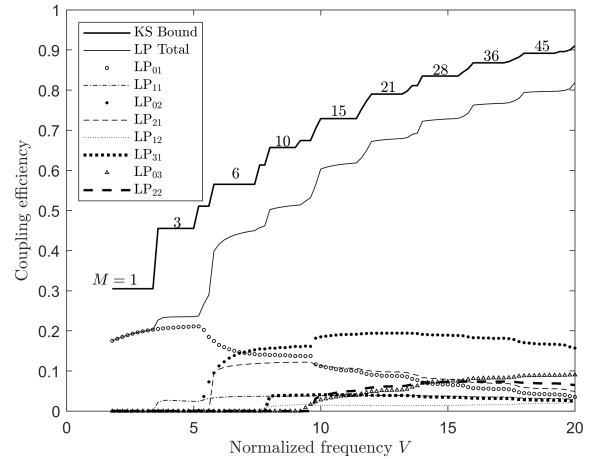 1
0.9
0.8
0.7
0.6
0.5
0.4
0.3
0.2
0.1
0
KS Bound
LP Total
LP01
LP11
LP02
LP21
LP12
LP31
LP03
LP22
M = 1
3
6
10
15
21
28
36
45
Coupling efficiency
0
5
10
15
20
Normalized frequency V